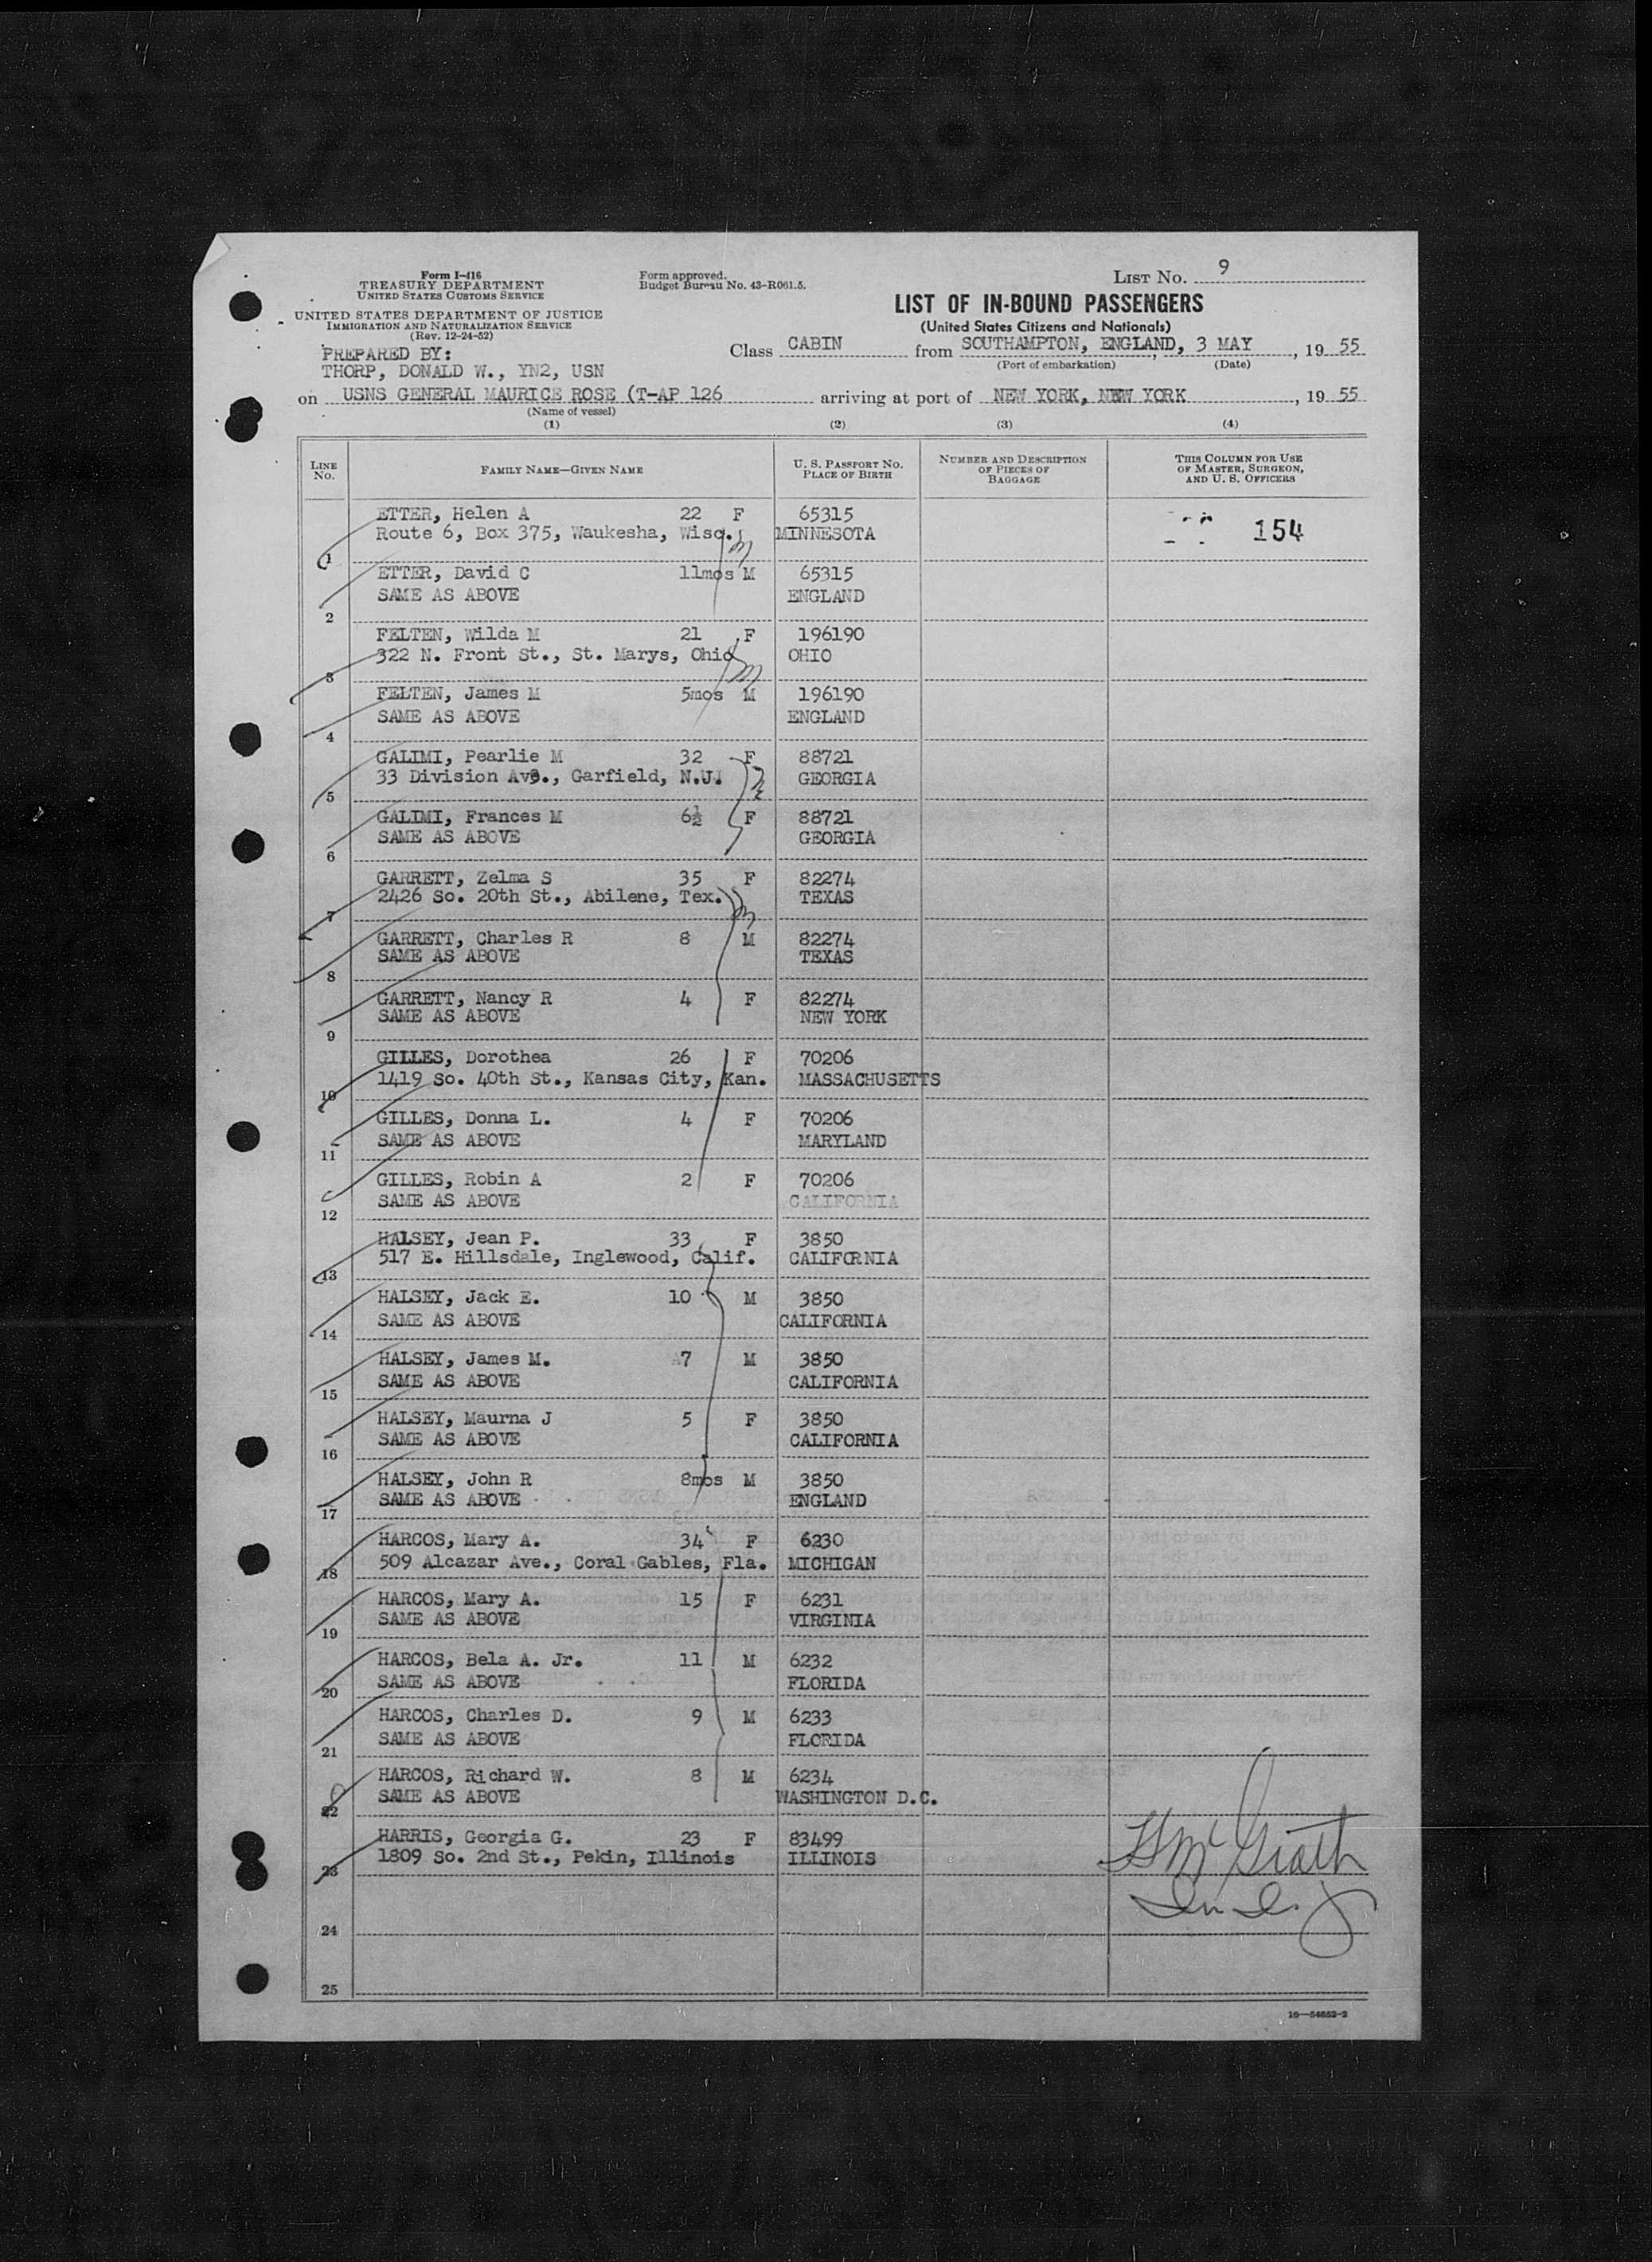 Form I-416
TREASURY DEPARTMENT
UNITED STATES CUSTOMS SERVICE
UNITED STATES DEPARTMENT OF JUSTICE
IMMIGRATION AND NATURALIZATION SERVICE
(Rev. 12-24-52)
Form approved.
Budget Bureau No. 43-R061.5.
LIST NO. 9
LIST OF IN-BOUND PASSENGERS
(United States Citizens and Nationals)
PREPARED BY:
THORP, DONALD W., YN2, USN
Class CABIN from SOUTHAMPTON, ENGLAND, 3 MAY, 19 55
(Port of embarkation) (Date)
on USNS GENERAL MAURICE ROSE (T-AP 126 arriving at port of NEW YORK, NEW YORK, 19 55
(Name of vessel)
(1) (2) (3) (4)
LINE NO. FAMILY NAME—GIVEN NAME U. S. PASSPORT NO. PLACE OF BIRTH NUMBER AND DESCRIPTION OF PIECES OF BAGGAGE THIS COLUMN FOR USE OF MASTER, SURGEON, AND U. S. OFFICERS
ETTER, Helen A 22 F 65315 154
1 Route 6, Box 375, Waukesha, Wisc. MINNESOTA
ETTER, David C 11mos M 65315
2 SAME AS ABOVE ENGLAND
FELTEN, Wilda M 21 F 196190
3 322 N. Front St., St. Marys, Ohio OHIO
FELTEN, James M 5mos M 196190
4 SAME AS ABOVE ENGLAND
GALIMI, Pearlie M 32 F 88721
5 33 Division Ave., Garfield, N.J. GEORGIA
GALIMI, Frances M 6½ F 88721
6 SAME AS ABOVE GEORGIA
GARRETT, Zelma S 35 F 82274
7 2426 So. 20th St., Abilene, Tex. TEXAS
GARRETT, Charles R 8 M 82274
8 SAME AS ABOVE TEXAS
GARRETT, Nancy R 4 F 82274
9 SAME AS ABOVE NEW YORK
GILLES, Dorothea 26 F 70206
10 1419 So. 40th St., Kansas City, Kan. MASSACHUSETTS
GILLES, Donna L. 4 F 70206
11 SAME AS ABOVE MARYLAND
GILLES, Robin A 2 F 70206
12 SAME AS ABOVE CALIFORNIA
HALSEY, Jean P. 33 F 3850
13 517 E. Hillsdale, Inglewood, Calif. CALIFORNIA
HALSEY, Jack E. 10 M 3850
14 SAME AS ABOVE CALIFORNIA
HALSEY, James M. 7 M 3850
15 SAME AS ABOVE CALIFORNIA
HALSEY, Maurna J 5 F 3850
16 SAME AS ABOVE CALIFORNIA
HALSEY, John R 8mos M 3850
17 SAME AS ABOVE ENGLAND
HARCOS, Mary A. 34 F 6230
18 509 Alcazar Ave., Coral Gables, Fla. MICHIGAN
HARCOS, Mary A. 15 F 6231
19 SAME AS ABOVE VIRGINIA
HARCOS, Bela A. Jr. 11 M 6232
20 SAME AS ABOVE FLORIDA
HARCOS, Charles D. 9 M 6233
21 SAME AS ABOVE FLORIDA
HARCOS, Richard W. 8 M 6234
22 SAME AS ABOVE WASHINGTON D.C.
HARRIS, Georgia G. 23 F 83499
23 1809 So. 2nd St., Pekin, Illinois ILLINOIS
24
25